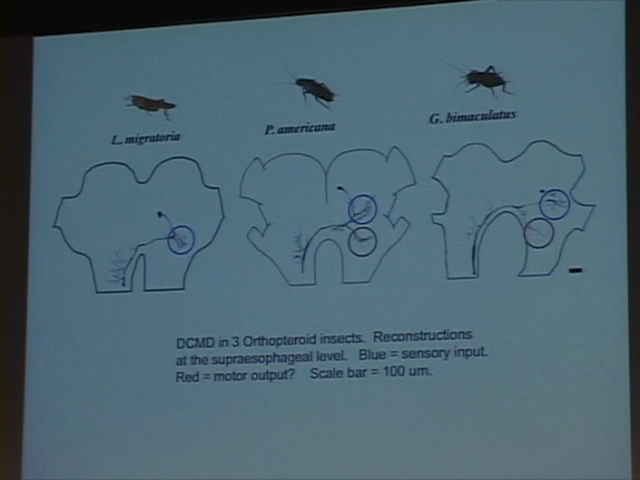 L. migratoria
P. americana
G. bimaculatus
DCMD in 3 Orthopteroid insects. Reconstructions
at the supraesophageal level. Blue = sensory input.
Red = motor output? Scale bar = 100 um.